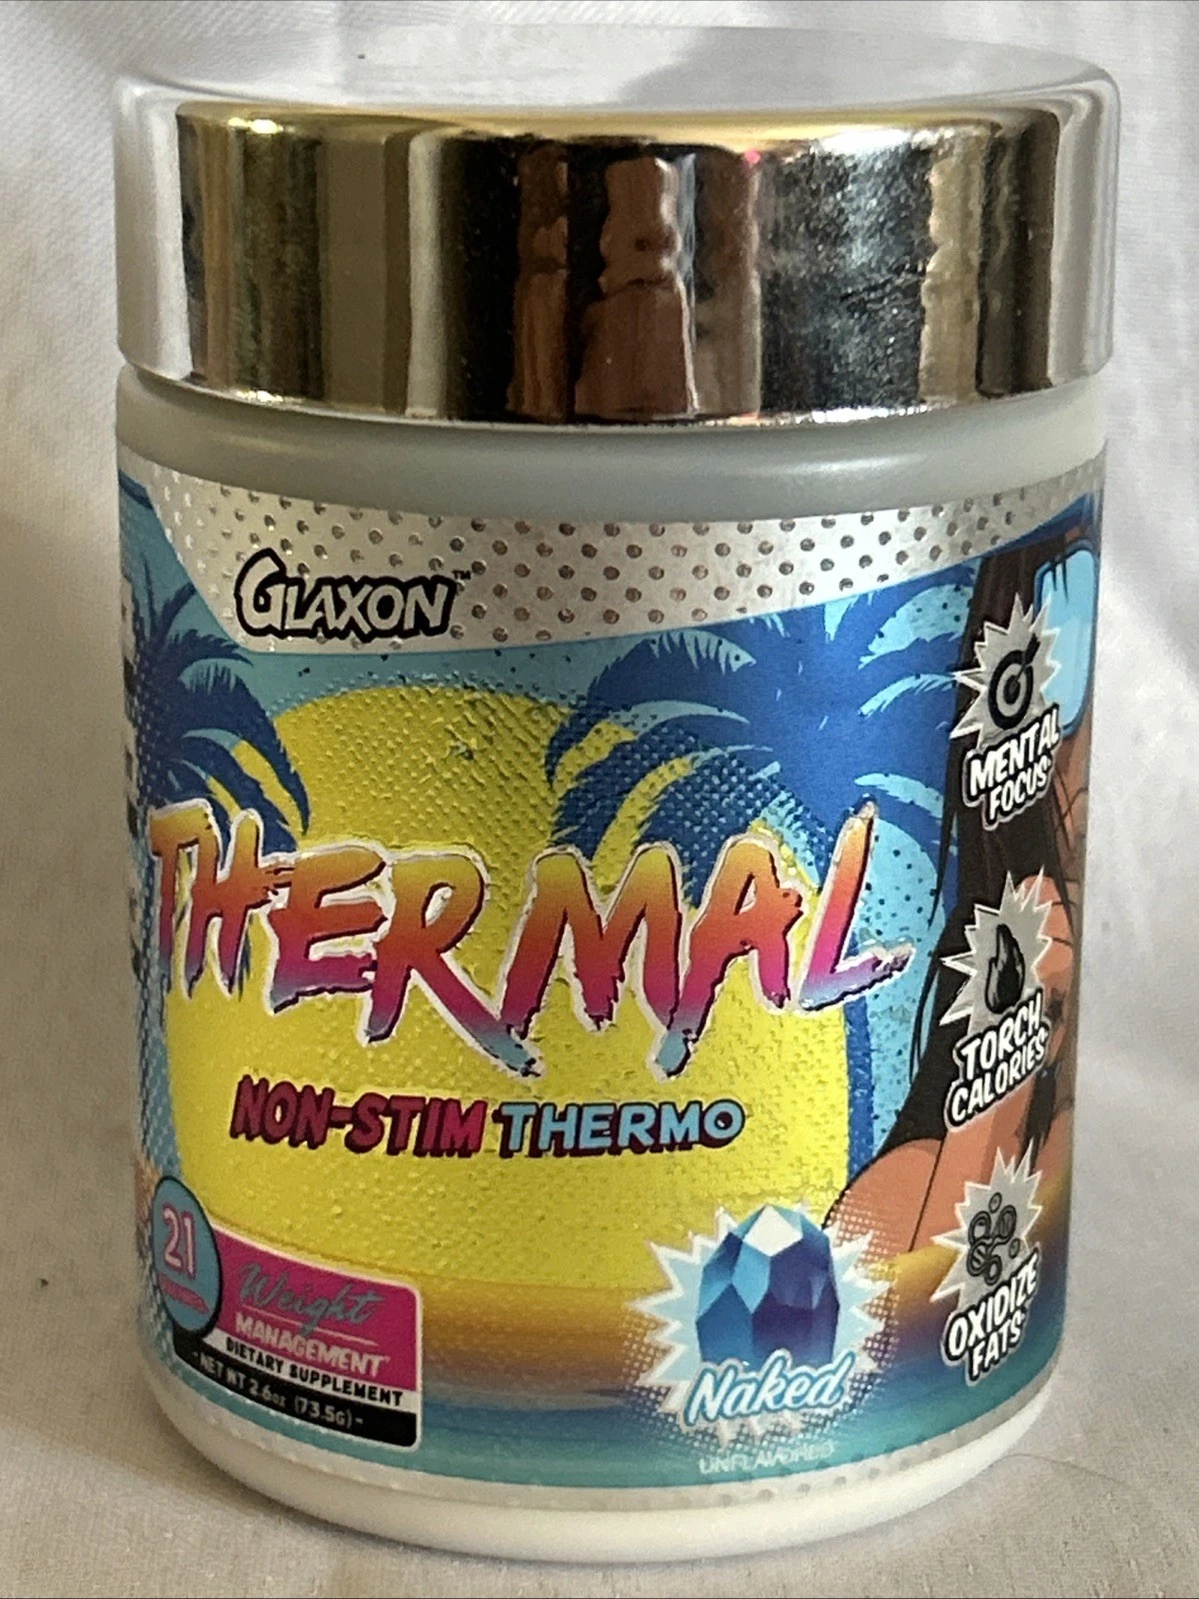 GLAXON™
THERMAL
NON-STIM THERMO
MENTAL
FOCUS
TORCH
CALORIES
OXIDIZE
FATS
21
Weight
MANAGEMENT
DIETARY SUPPLEMENT
-NET WT 2.6oz (73.5G)-
Naked
UNFLAVORED